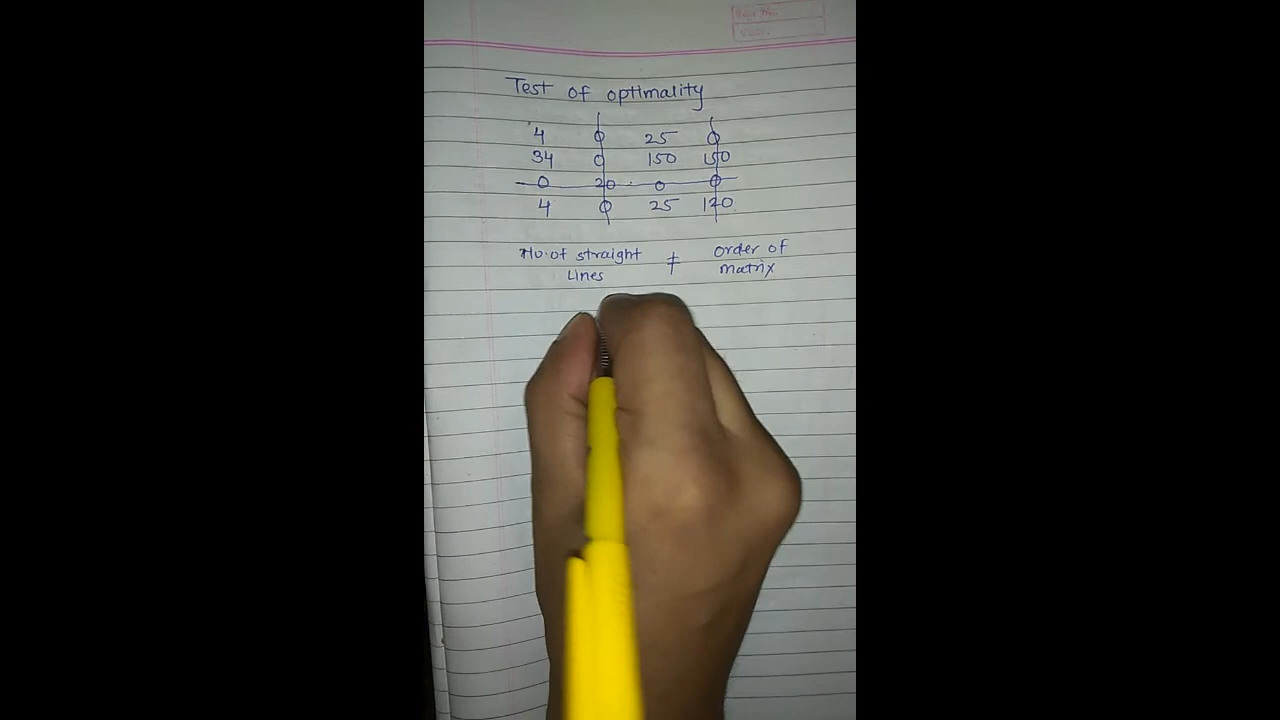 Test of optimality
4 0 25 0
34 0 150 150
0 20 0 0
4 0 25 120
No. of straight Lines ≠ Order of matrix